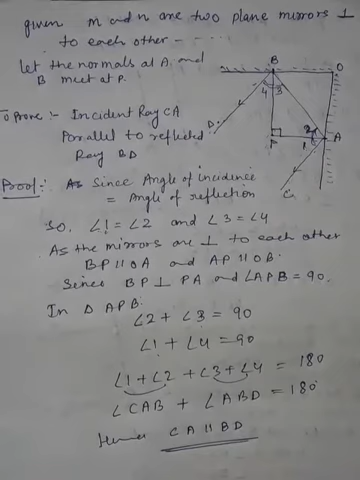 given m and n are two plane mirrors ⊥
to each other - - - - -
Let the normals at A and
B meet at P.
To Prove :- Incident Ray CA
Parallel to reflected
Ray BD
B
O
4 3
D
P
2
1
A
C
Proof:- As Since Angle of incidence
= Angle of reflection
So, ∠1 = ∠2 and ∠3 = ∠4
As the mirrors are ⊥ to each other
BP || OA and AP || OB.
Since BP ⊥ PA and ∠APB = 90.
In Δ APB.
∠2 + ∠3 = 90
∠1 + ∠4 = 90
∠1 + ∠2 + ∠3 + ∠4 = 180
∠CAB + ∠ABD = 180
Hence CA || BD